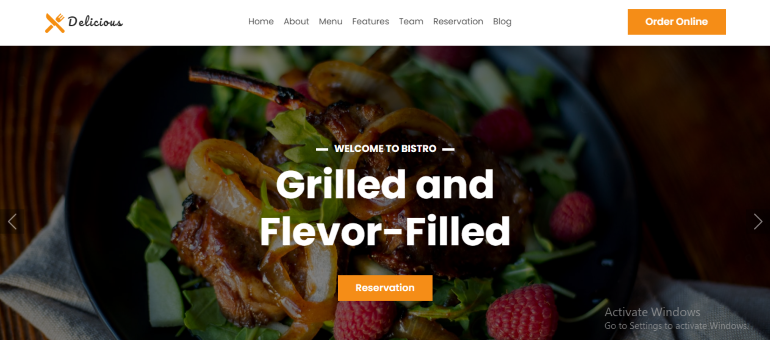 Delicious
Home About Menu Features Team Reservation Blog
Order Online
WELCOME TO BISTRO
Grilled and
Flevor-Filled
Reservation
Activate Windows
Go to Settings to activate Windows.